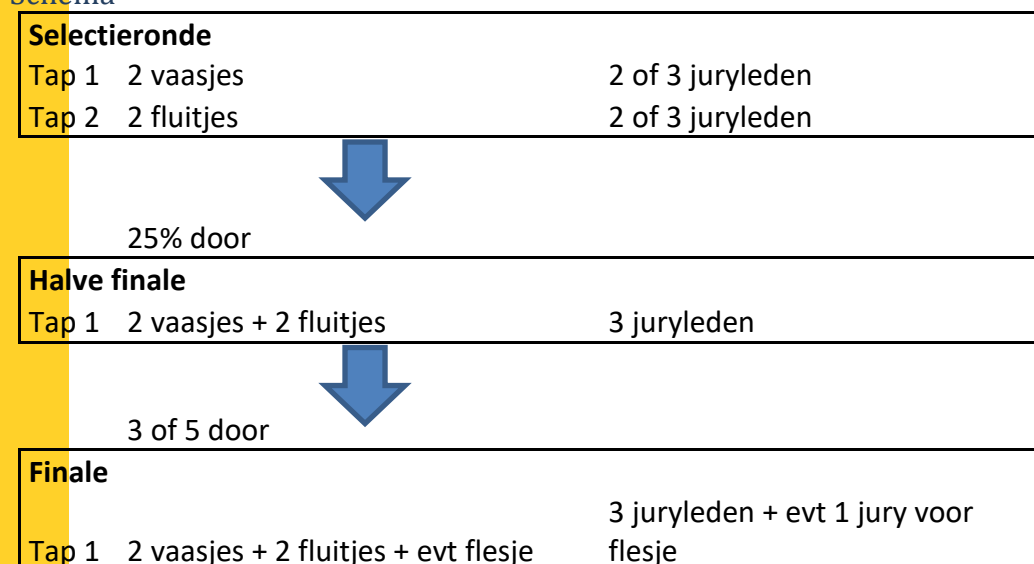 Schema
Selectieronde
Tap 1 2 vaasjes 2 of 3 juryleden
Tap 2 2 fluitjes 2 of 3 juryleden
25% door
Halve finale
Tap 1 2 vaasjes + 2 fluitjes 3 juryleden
3 of 5 door
Finale
3 juryleden + evt 1 jury voor
Tap 1 2 vaasjes + 2 fluitjes + evt flesje flesje